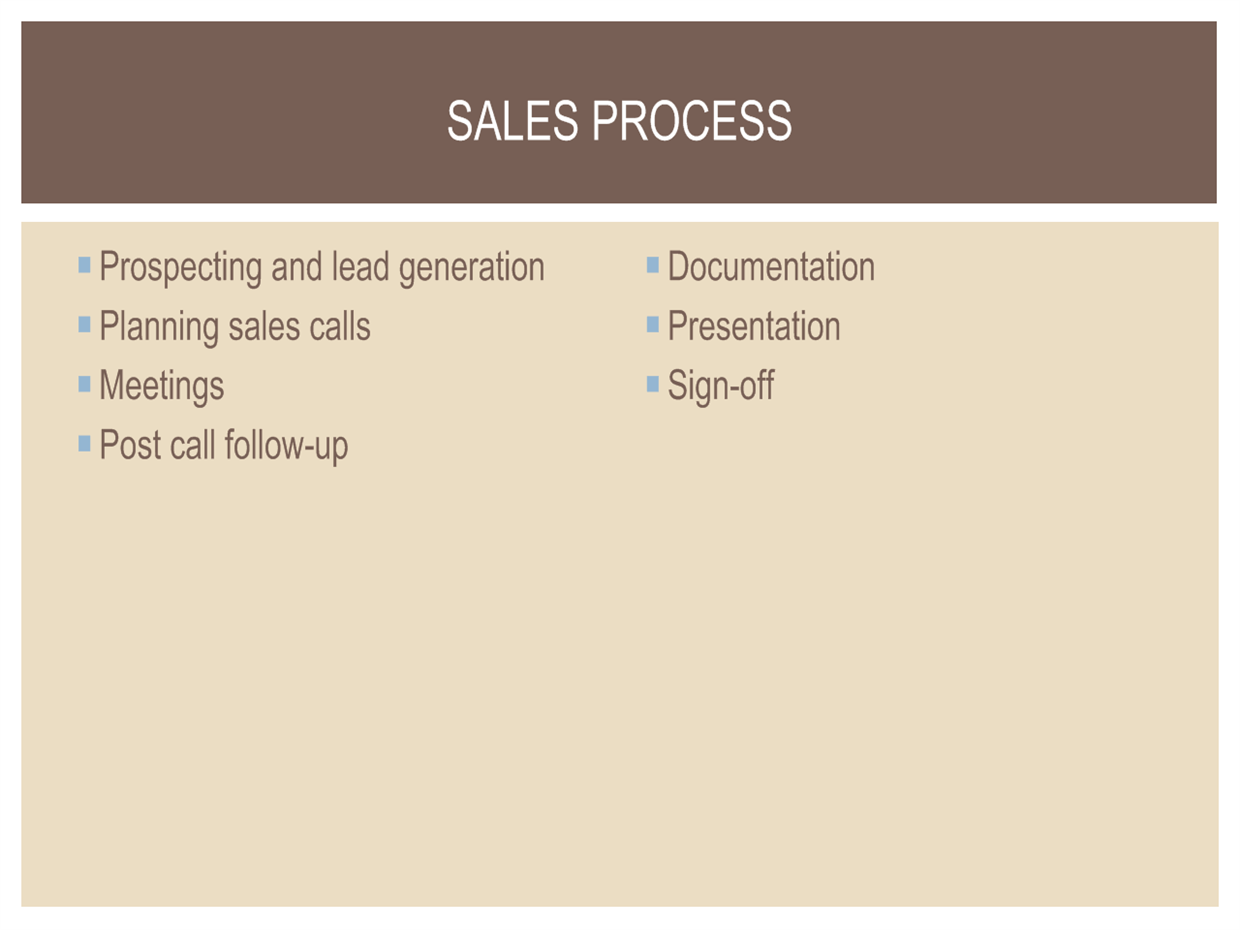 SALES PROCESS
Prospecting and lead generation
Planning sales calls
Meetings
Post call follow-up
Documentation
Presentation
Sign-off